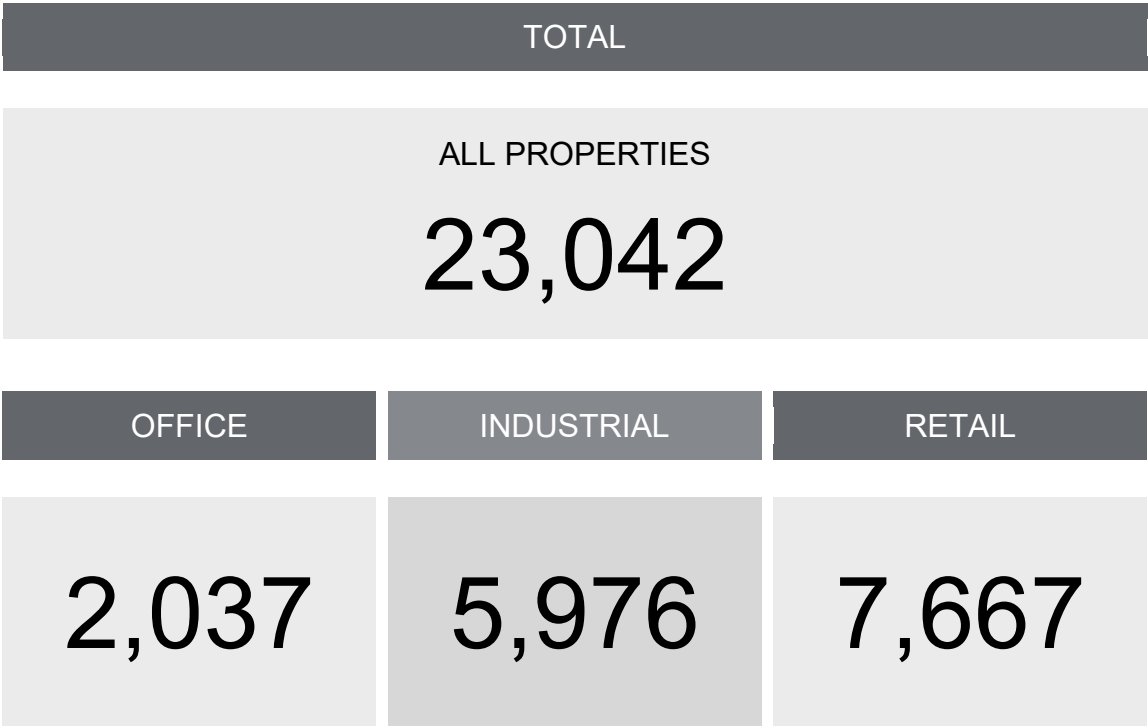 TOTAL
ALL PROPERTIES
23,042
OFFICE INDUSTRIAL RETAIL
2,037 5,976 7,667